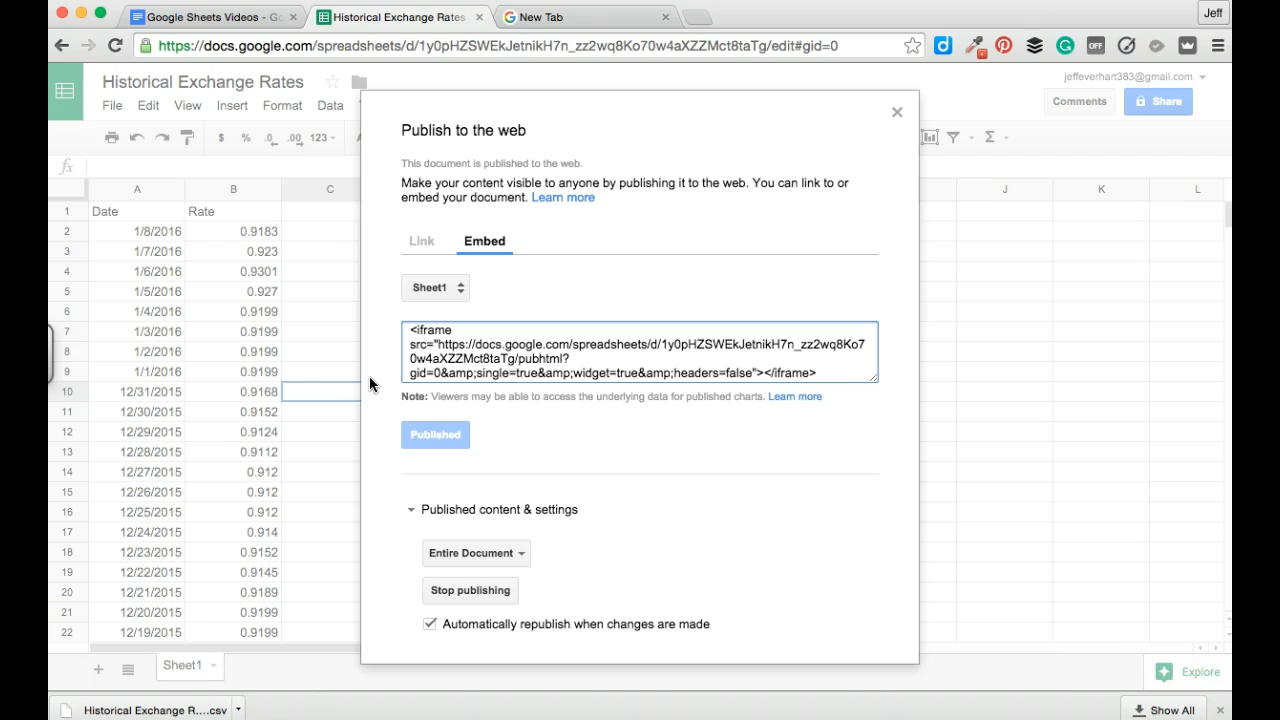 Google Sheets Videos - G
Historical Exchange Rates
New Tab
Jeff
https://docs.google.com/spreadsheets/d/1y0pHZSWEkJetnikH7n_zz2wq8Ko70w4aXZZMct8taTg/edit#gid=0
OFF
Historical Exchange Rates
jeffeverhart383@gmail.com
File Edit View Insert Format Data
Comments
Share
$ % .0 .00 123
fx
A B C J K L
1 Date Rate
2 1/8/2016 0.9183
3 1/7/2016 0.923
4 1/6/2016 0.9301
5 1/5/2016 0.927
6 1/4/2016 0.9199
7 1/3/2016 0.9199
8 1/2/2016 0.9199
9 1/1/2016 0.9199
10 12/31/2015 0.9168
11 12/30/2015 0.9152
12 12/29/2015 0.9124
13 12/28/2015 0.9112
14 12/27/2015 0.912
15 12/26/2015 0.912
16 12/25/2015 0.912
17 12/24/2015 0.914
18 12/23/2015 0.9152
19 12/22/2015 0.9145
20 12/21/2015 0.9189
21 12/20/2015 0.9199
22 12/19/2015 0.9199
Publish to the web
This document is published to the web.
Make your content visible to anyone by publishing it to the web. You can link to or
embed your document. Learn more
Link Embed
Sheet1
<iframe
src="https://docs.google.com/spreadsheets/d/1y0pHZSWEkJetnikH7n_zz2wq8Ko7
0w4aXZZMct8taTg/pubhtml?
gid=0&amp;single=true&amp;widget=true&amp;headers=false"></iframe>
Note: Viewers may be able to access the underlying data for published charts. Learn more
Published
Published content & settings
Entire Document
Stop publishing
Automatically republish when changes are made
Sheet1
Explore
Historical Exchange R....csv
Show All